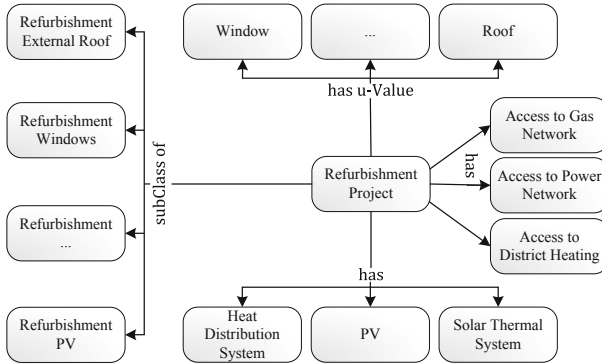 Refurbishment
External Roof
Refurbishment
Windows
Refurbishment
...
Refurbishment
PV
subClass of
Window
...
Roof
has u-Value
Refurbishment
Project
has
Access to Gas
Network
Access to Power
Network
Access to
District Heating
has
Heat
Distribution
System
PV
Solar Thermal
System